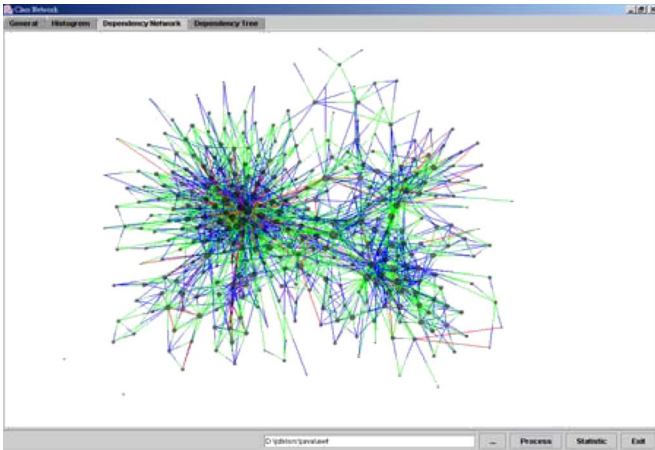 Class Network
General Histogram Dependency Network Dependency Tree
... Process Statistic Exit